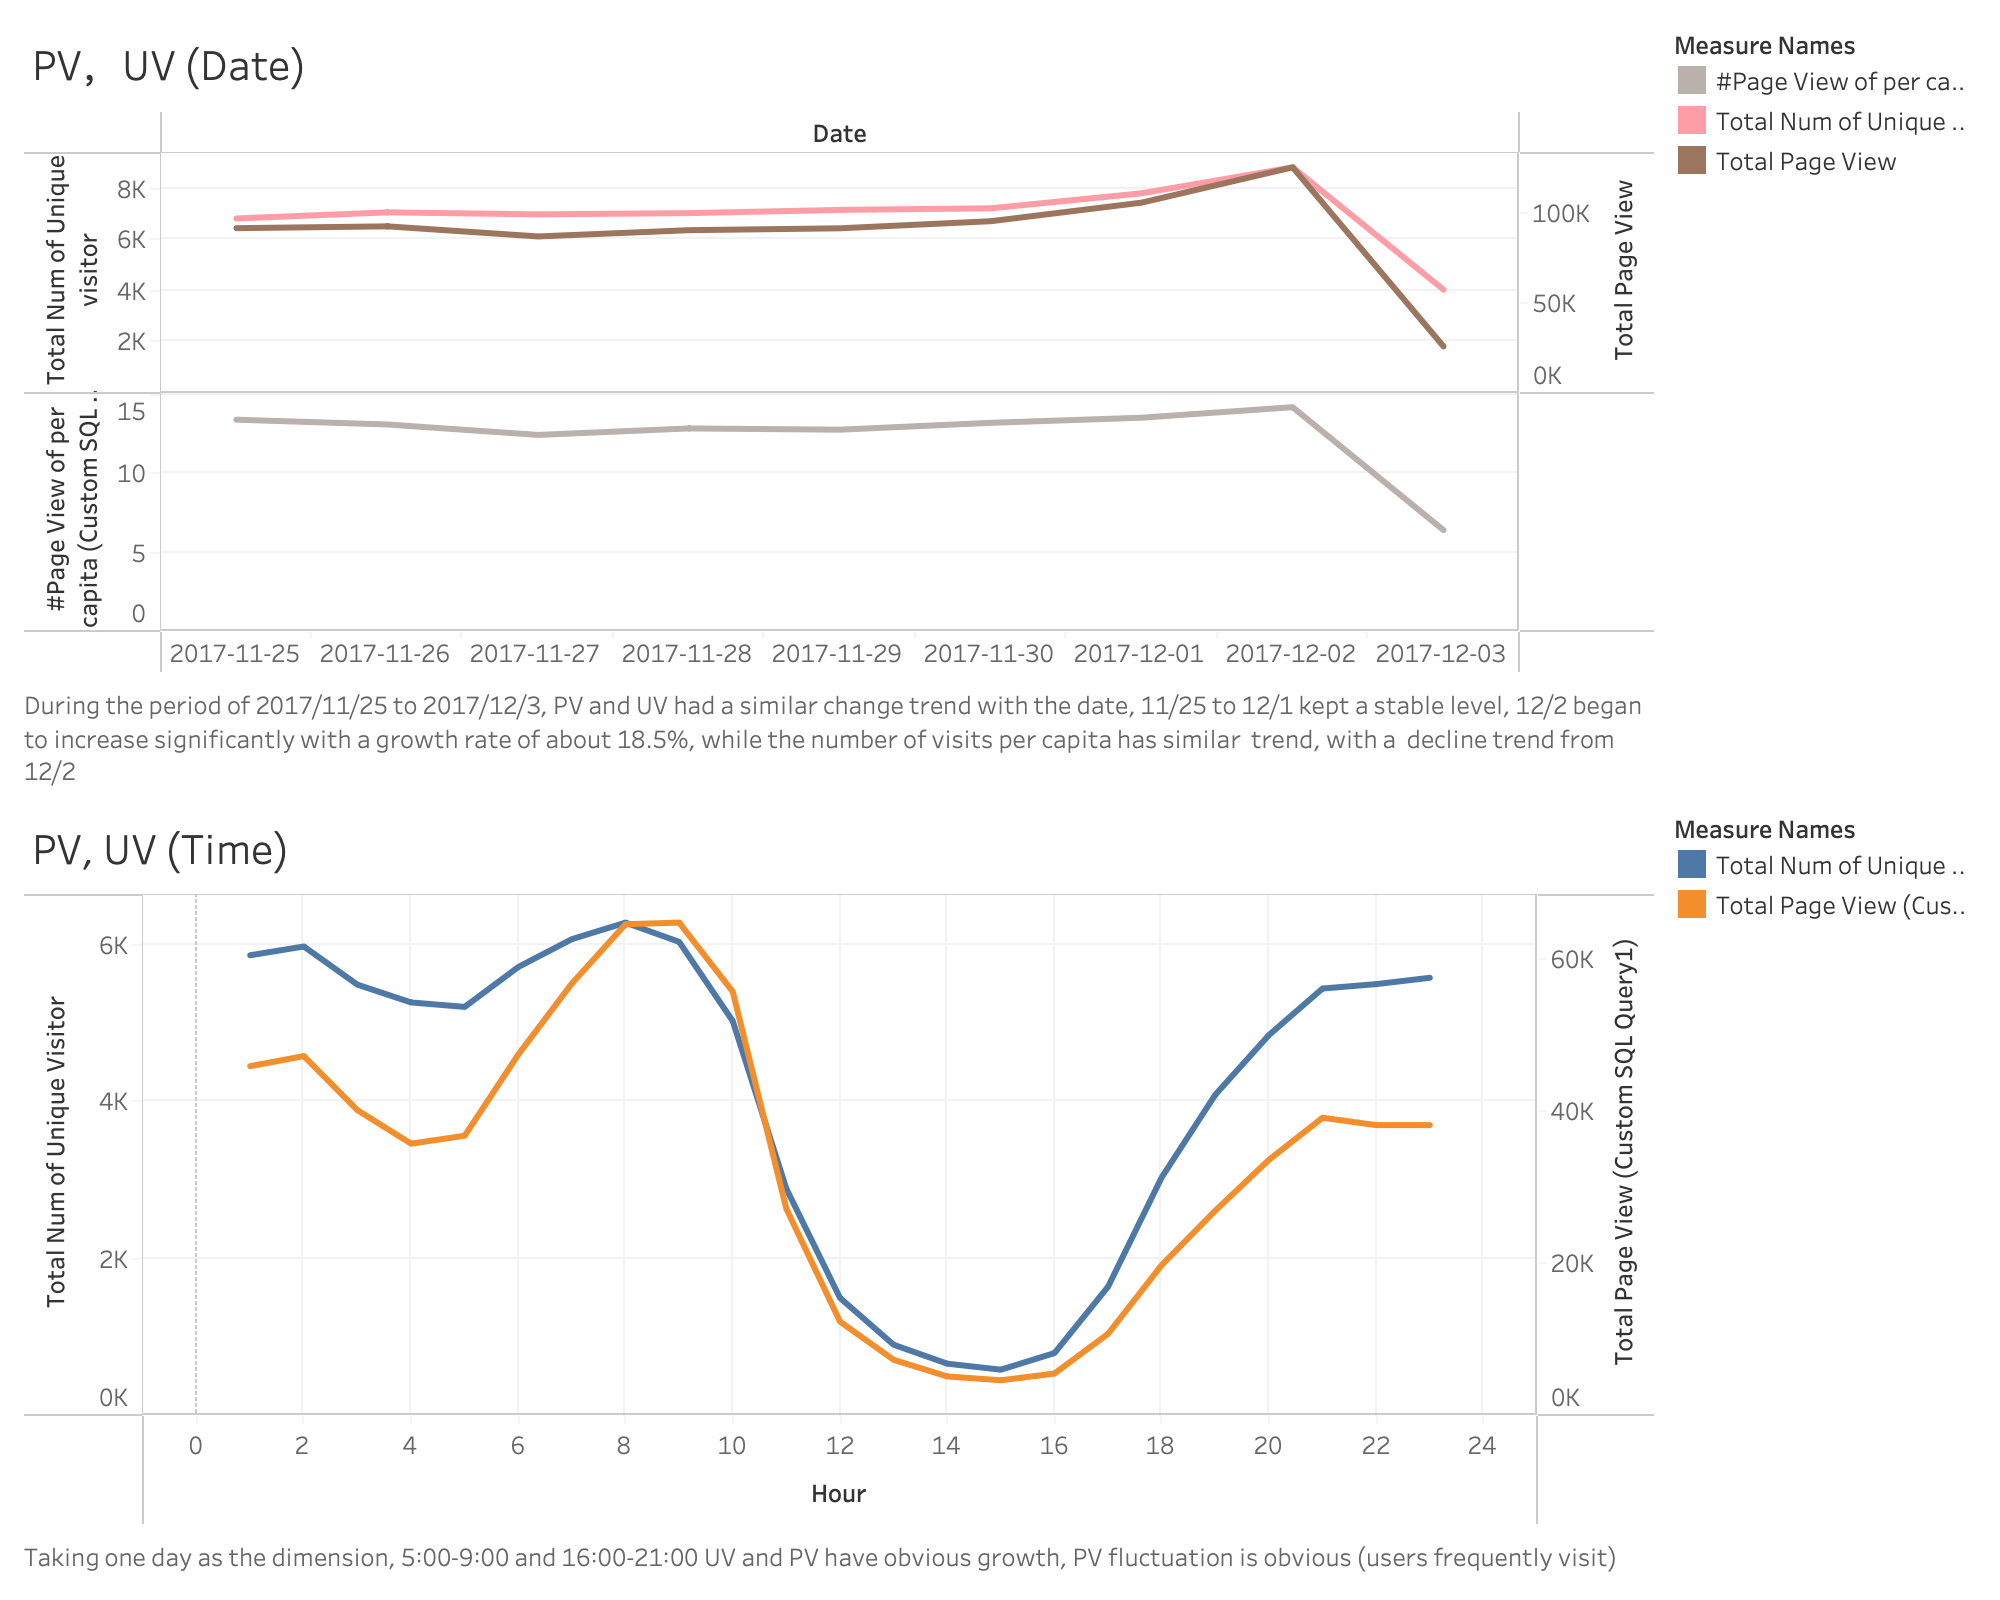 PV, UV (Date)
Measure Names
#Page View of per ca..
Total Num of Unique ..
Total Page View
Date
Total Num of Unique
visitor
8K
6K
4K
2K
Total Page View
100K
50K
0K
#Page View of per
capita (Custom SQL ..
15
10
5
0
2017-11-25 2017-11-26 2017-11-27 2017-11-28 2017-11-29 2017-11-30 2017-12-01 2017-12-02 2017-12-03
During the period of 2017/11/25 to 2017/12/3, PV and UV had a similar change trend with the date, 11/25 to 12/1 kept a stable level, 12/2 began
to increase significantly with a growth rate of about 18.5%, while the number of visits per capita has similar trend, with a decline trend from
12/2
PV, UV (Time)
Measure Names
Total Num of Unique ..
Total Page View (Cus..
Total Num of Unique Visitor
6K
4K
2K
0K
Total Page View (Custom SQL Query1)
60K
40K
20K
0K
0 2 4 6 8 10 12 14 16 18 20 22 24
Hour
Taking one day as the dimension, 5:00-9:00 and 16:00-21:00 UV and PV have obvious growth, PV fluctuation is obvious (users frequently visit)